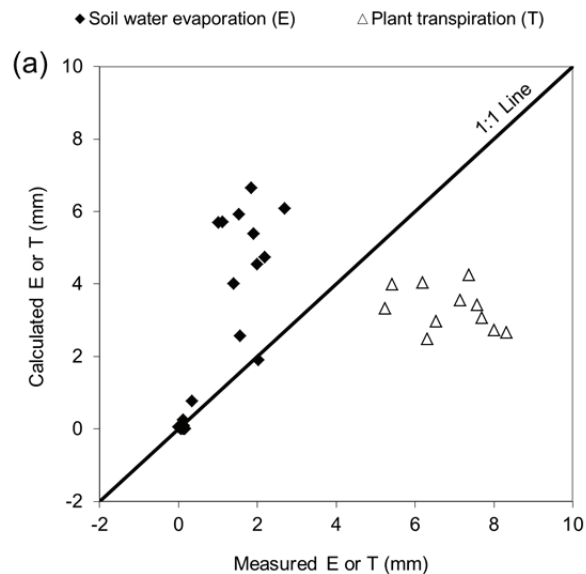 Soil water evaporation (E) Plant transpiration (T)
(a)
10
8
6
4
2
0
-2
-2 0 2 4 6 8 10
Calculated E or T (mm)
1:1 Line
Measured E or T (mm)